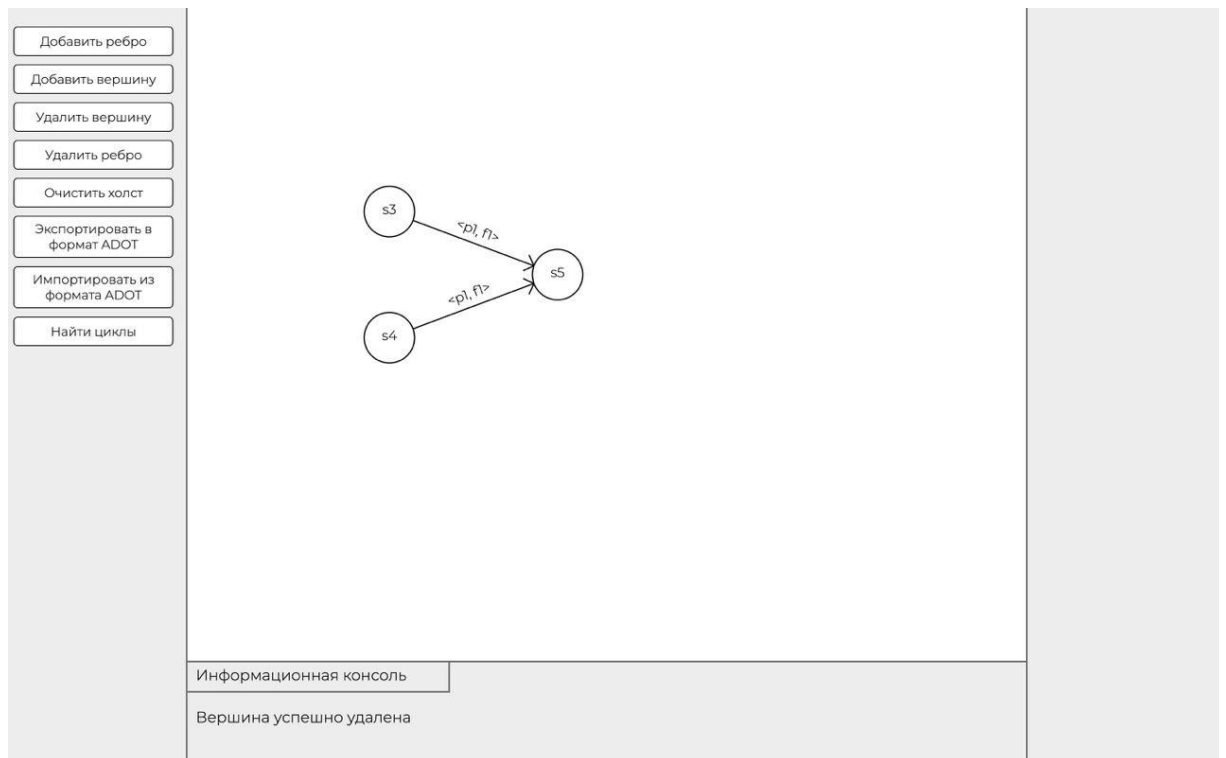 Добавить ребро
Добавить вершину
Удалить вершину
Удалить ребро
Очистить холст
Экспортировать в
формат ADOT
Импортировать из
формата ADOT
Найти циклы
s3
<p1, f1>
s5
<p1, f1>
s4
Информационная консоль
Вершина успешно удалена